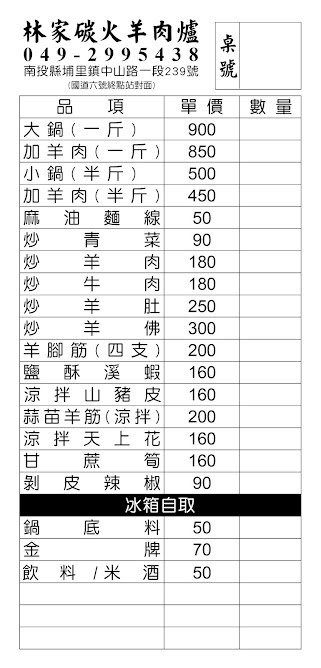 林家碳火羊肉爐
049-2995438
南投縣埔里鎮中山路一段239號
(國道六號終點站對面)
桌號
品項 單價 數量
大鍋(一斤) 900
加羊肉(一斤) 850
小鍋(半斤) 500
加羊肉(半斤) 450
麻油麵線 50
炒青菜 90
炒羊肉 180
炒牛肉 180
炒羊肚 250
炒羊佛 300
羊腳筋(四支) 200
鹽酥溪蝦 160
涼拌山豬皮 160
蒜苗羊筋(涼拌) 200
涼拌天上花 160
甘蔗筍 160
剝皮辣椒 90
冰箱自取
鍋底料 50
金牌 70
飲料/米酒 50